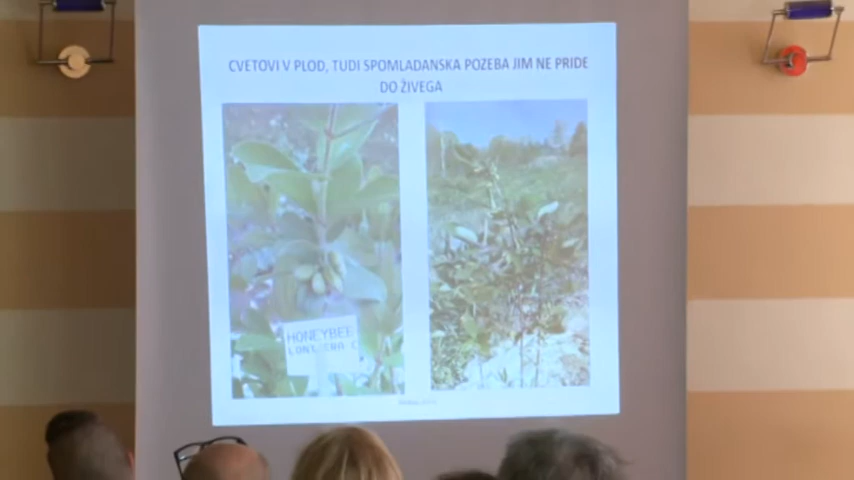 CVETOVI V PLOD, TUDI SPOMLADANSKA POZEBA JIM NE PRIDE
DO ŽIVEGA
HONEYBEE